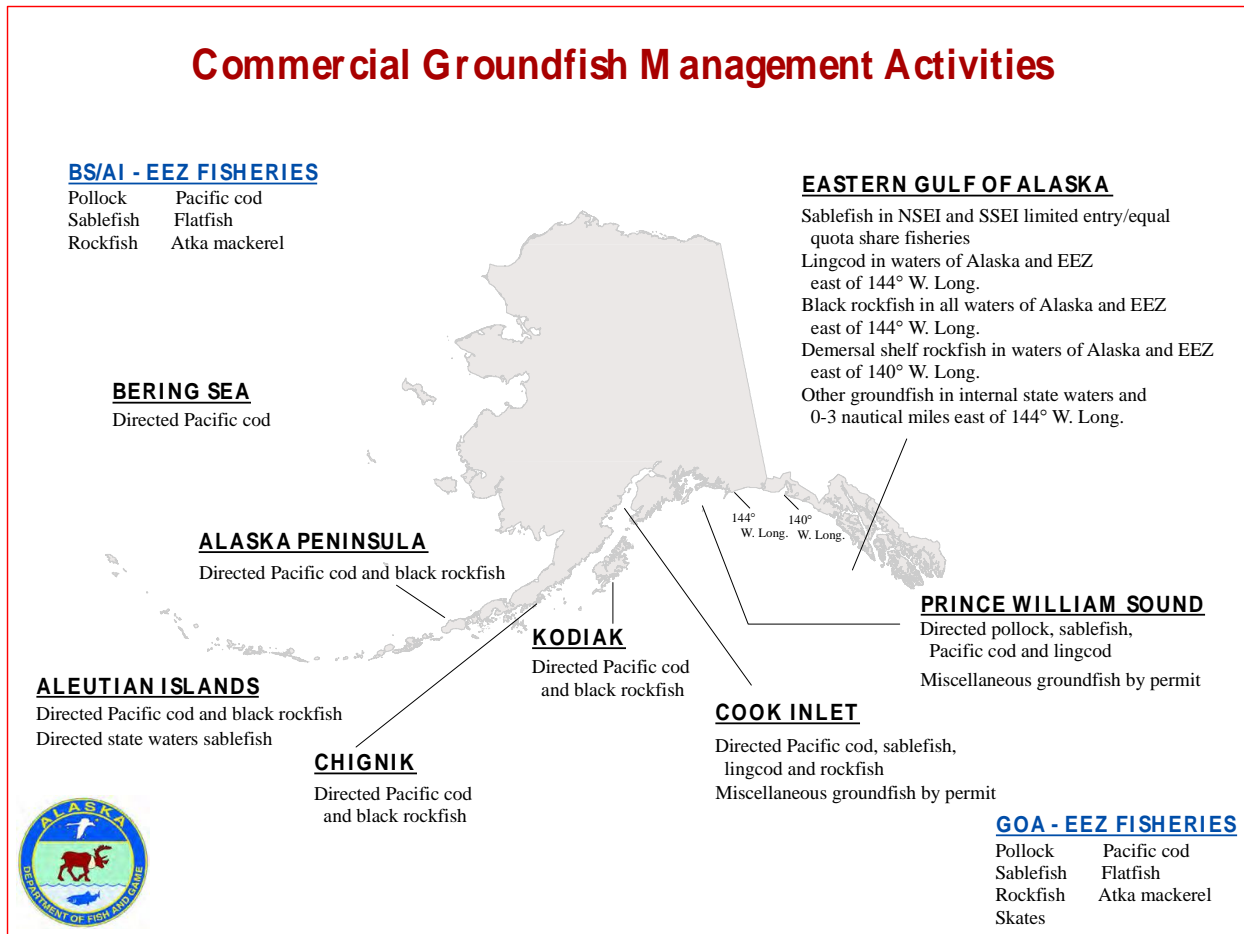 Commercial Groundfish Management Activities
BS/AI - EEZ FISHERIES
Pollock Pacific cod
Sablefish Flatfish
Rockfish Atka mackerel
EASTERN GULF OF ALASKA
Sablefish in NSEI and SSEI limited entry/equal
quota share fisheries
Lingcod in waters of Alaska and EEZ
east of 144° W. Long.
Black rockfish in all waters of Alaska and EEZ
east of 144° W. Long.
Demersal shelf rockfish in waters of Alaska and EEZ
east of 140° W. Long.
Other groundfish in internal state waters and
0-3 nautical miles east of 144° W. Long.
BERING SEA
Directed Pacific cod
144°
W. Long.
140°
W. Long.
ALASKA PENINSULA
Directed Pacific cod and black rockfish
PRINCE WILLIAM SOUND
Directed pollock, sablefish,
Pacific cod and lingcod
Miscellaneous groundfish by permit
KODIAK
Directed Pacific cod
and black rockfish
ALEUTIAN ISLANDS
Directed Pacific cod and black rockfish
Directed state waters sablefish
COOK INLET
Directed Pacific cod, sablefish,
lingcod and rockfish
Miscellaneous groundfish by permit
CHIGNIK
Directed Pacific cod
and black rockfish
ALASKA
DEPARTMENT OF FISH AND GAME
GOA - EEZ FISHERIES
Pollock Pacific cod
Sablefish Flatfish
Rockfish Atka mackerel
Skates